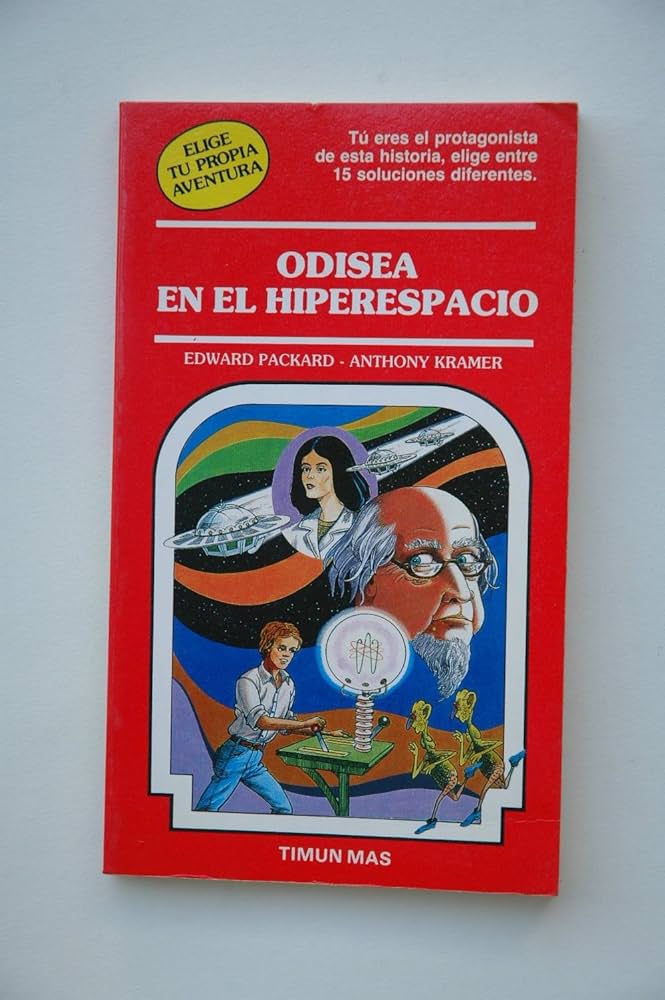 ELIGE
TU PROPIA
AVENTURA
Tú eres el protagonista
de esta historia, elige entre
15 soluciones diferentes.
ODISEA
EN EL HIPERESPACIO
EDWARD PACKARD - ANTHONY KRAMER
TIMUN MAS